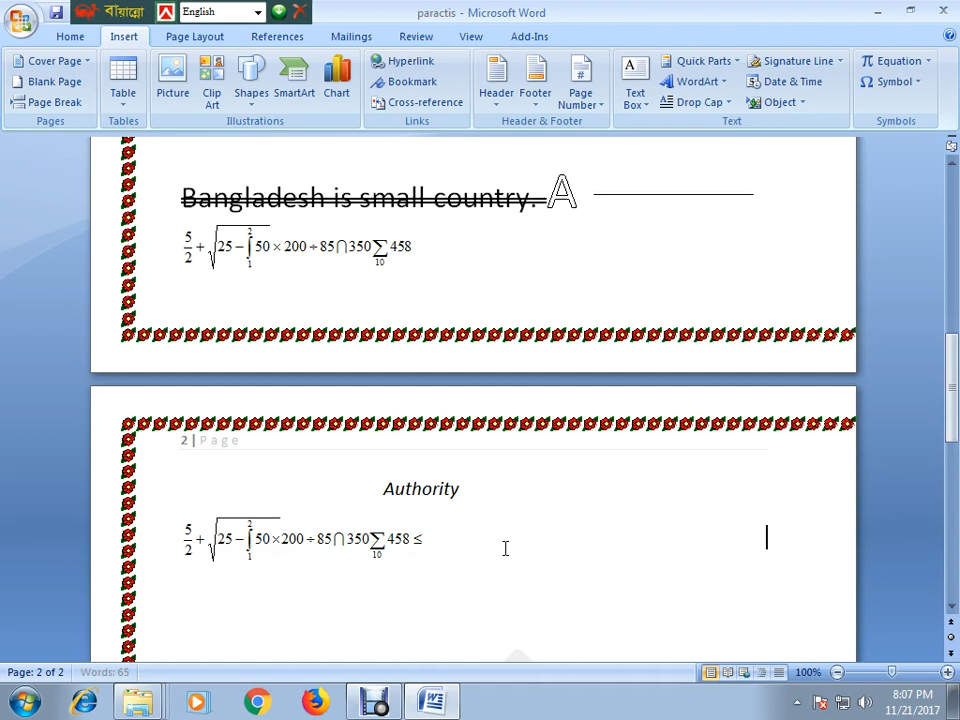 বাংয়ান্নো English paractis - Microsoft Word
Home Insert Page Layout References Mailings Review View Add-Ins
Cover Page Blank Page Page Break Table Picture Clip Art Shapes SmartArt Chart Hyperlink Bookmark Cross-reference Header Footer Page Number Text Box Quick Parts WordArt Drop Cap Signature Line Date & Time Object Equation Symbol
Pages Tables Illustrations Links Header & Footer Text Symbols
Bangladesh is small country. A
5/2 + √25 − ∫₁² 50 × 200 ÷ 85 ⋂ 350 ∑₁₀ 458
2 | Page
Authority
5/2 + √25 − ∫₁² 50 × 200 ÷ 85 ⋂ 350 ∑₁₀ 458 ≤
Page: 2 of 2 Words: 65 100%
8:07 PM
11/21/2017